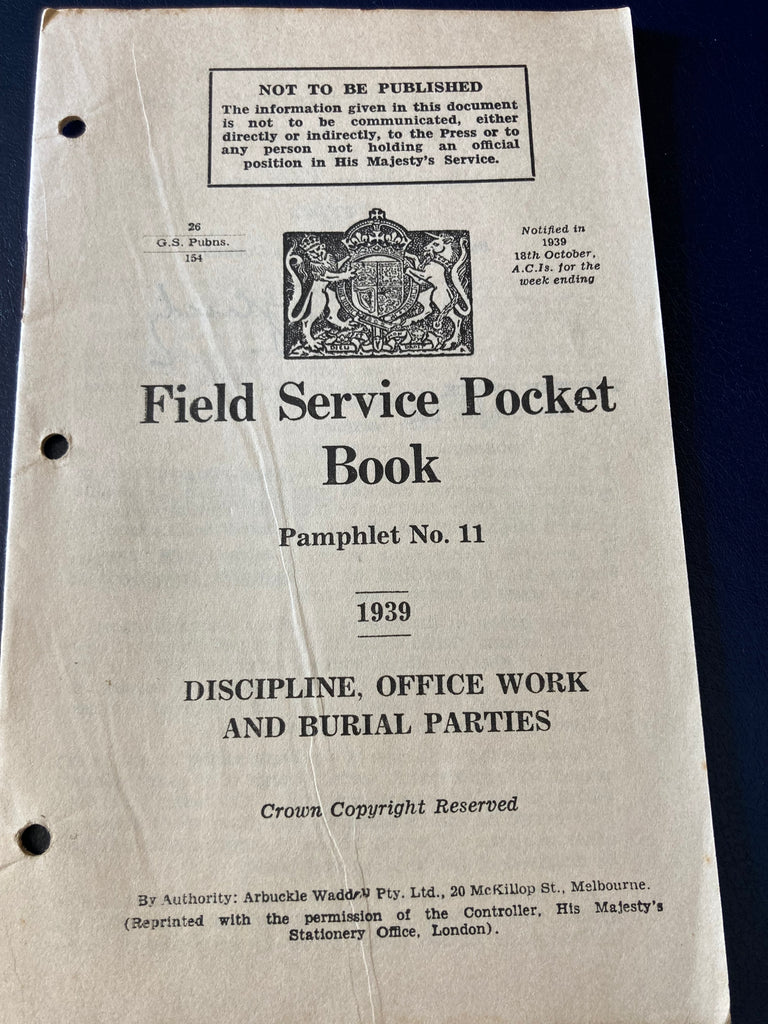 NOT TO BE PUBLISHED
The information given in this document
is not to be communicated, either
directly or indirectly, to the Press or to
any person not holding an official
position in His Majesty's Service.
26
G.S. Pubns.
154
Notified in
1939
18th October,
A.C.Is. for the
week ending
DIEU
Field Service Pocket
Book
Pamphlet No. 11
1939
DISCIPLINE, OFFICE WORK
AND BURIAL PARTIES
Crown Copyright Reserved
By Authority: Arbuckle Waddell Pty. Ltd., 20 McKillop St., Melbourne.
(Reprinted with the permission of the Controller, His Majesty's
Stationery Office, London).